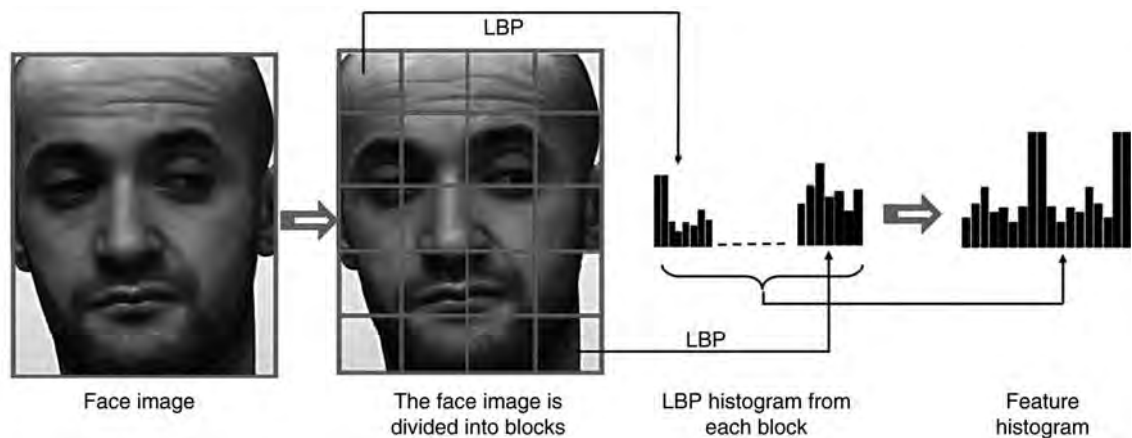 LBP
LBP
Face image
The face image is
divided into blocks
LBP histogram from
each block
Feature
histogram